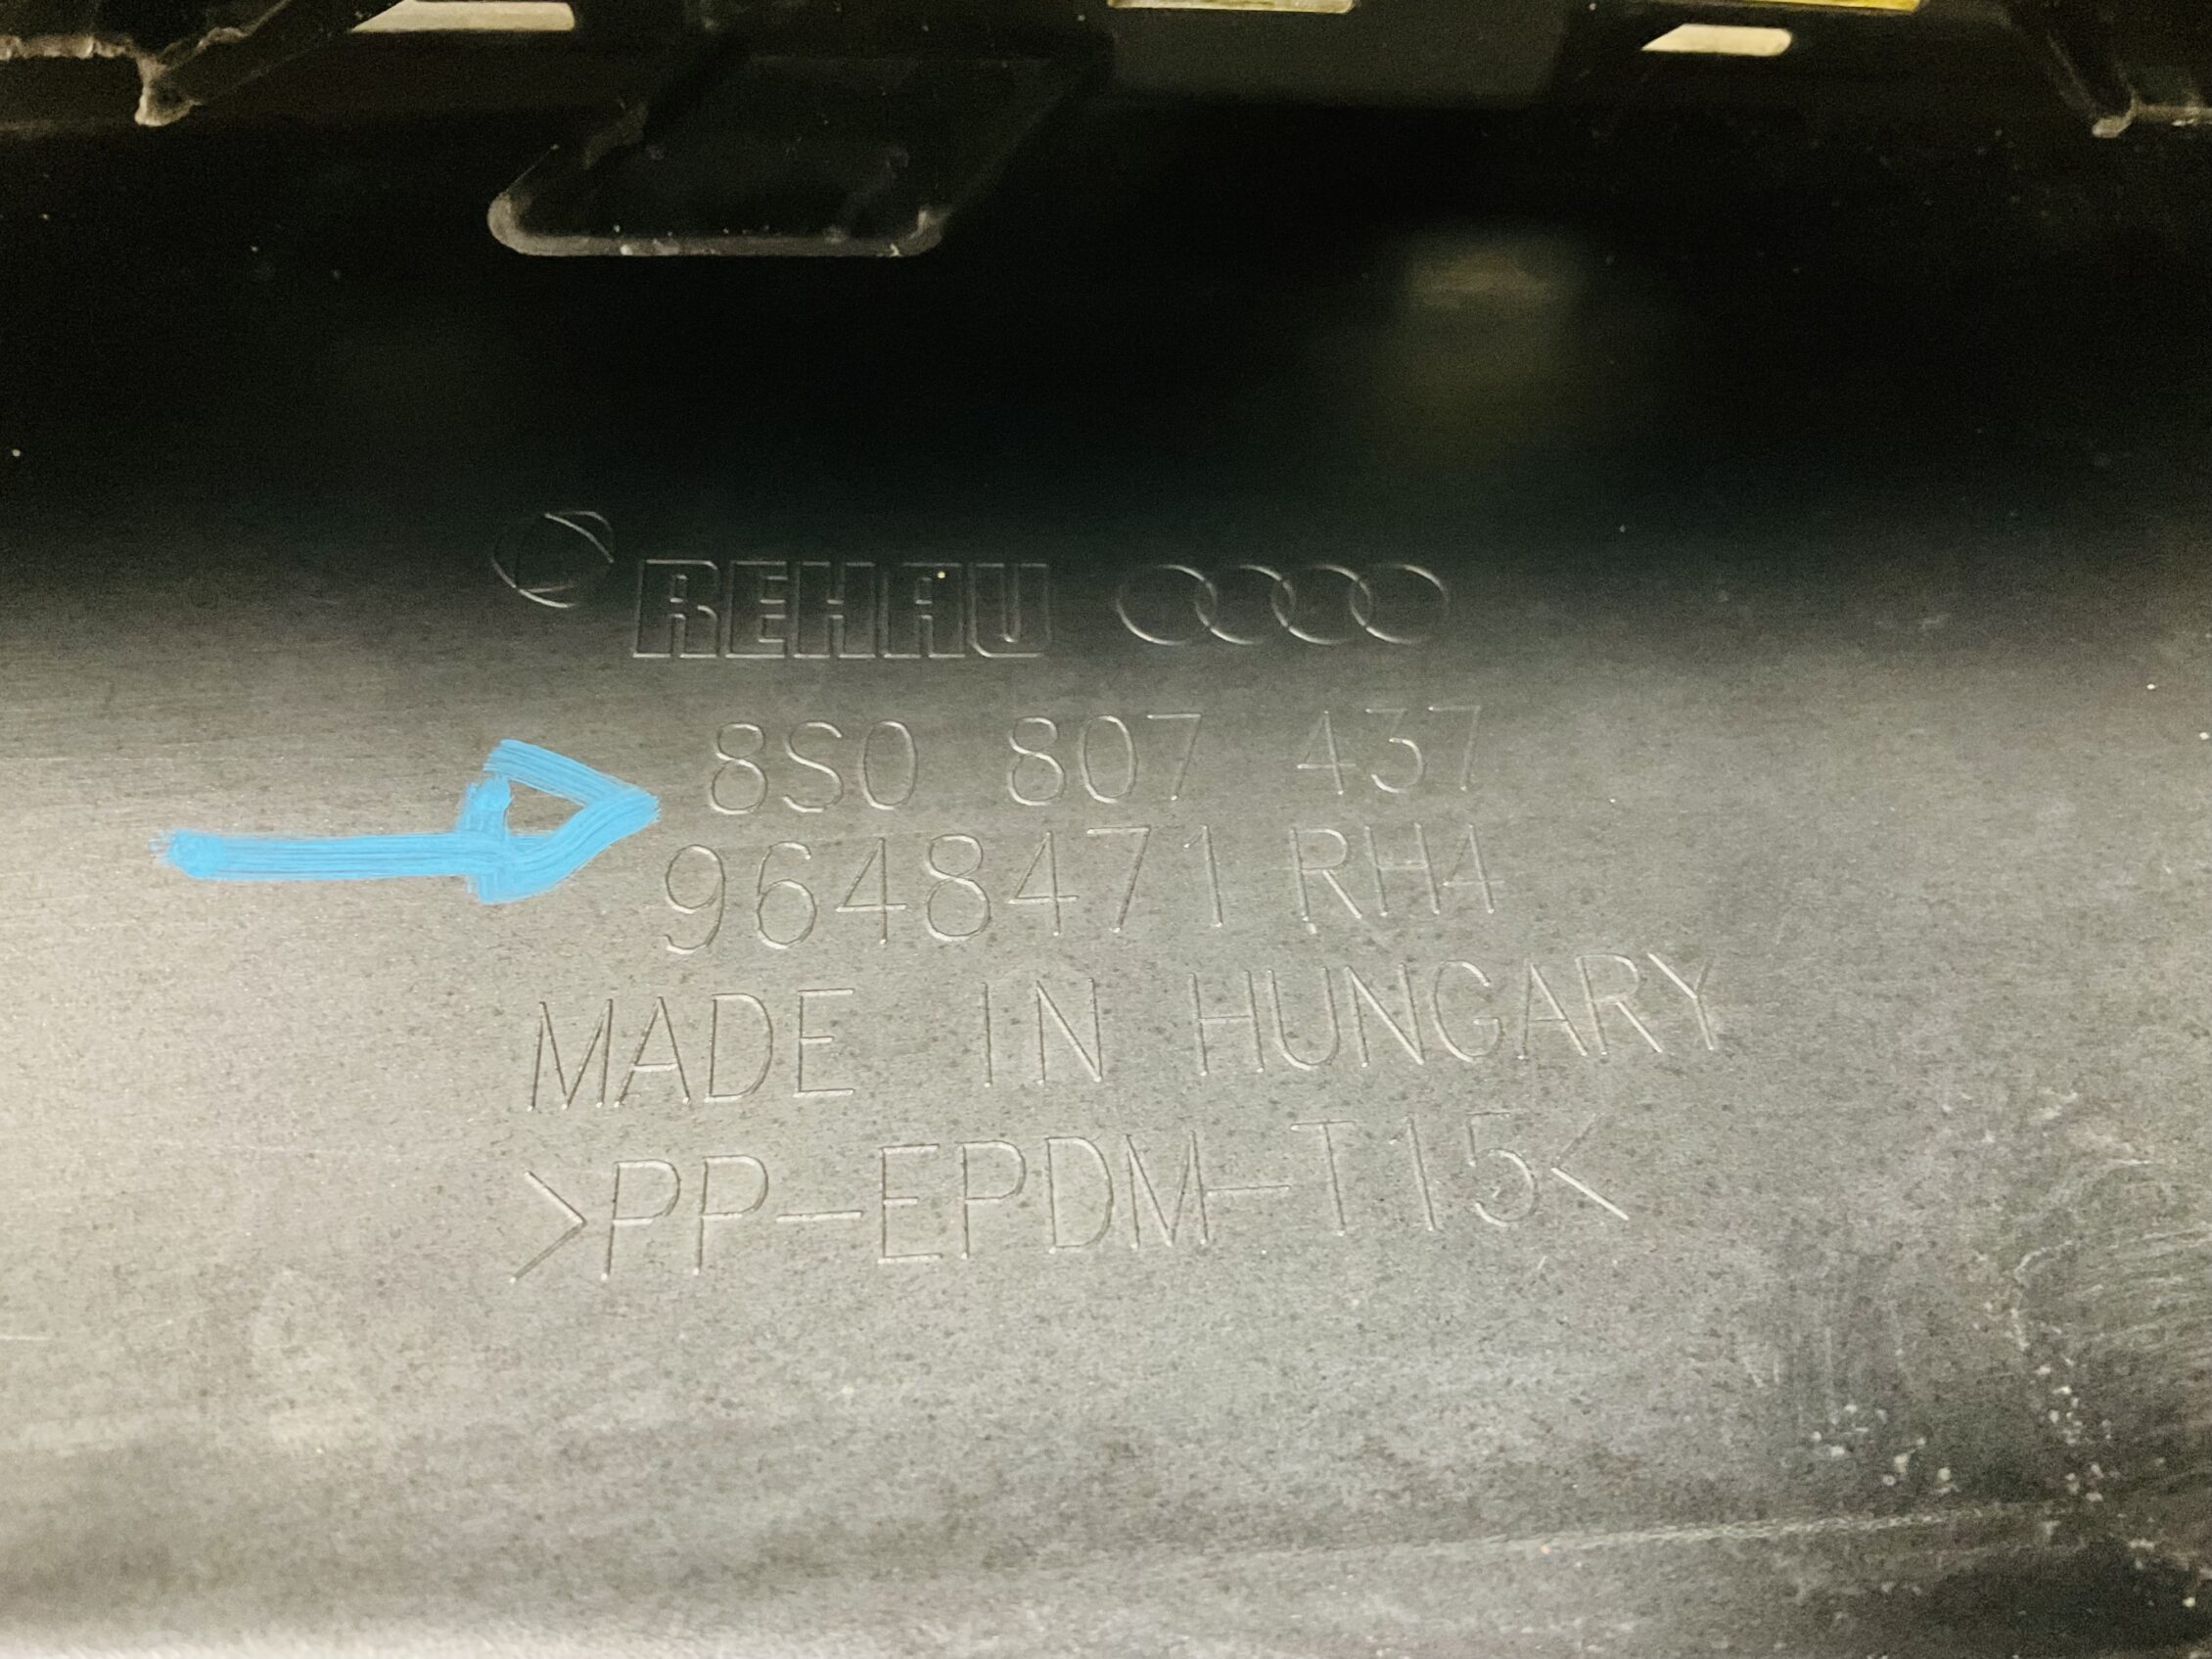 REHAU
8S0 807 437
9648471 RH4
MADE IN HUNGARY
>PP-EPDM-T15<